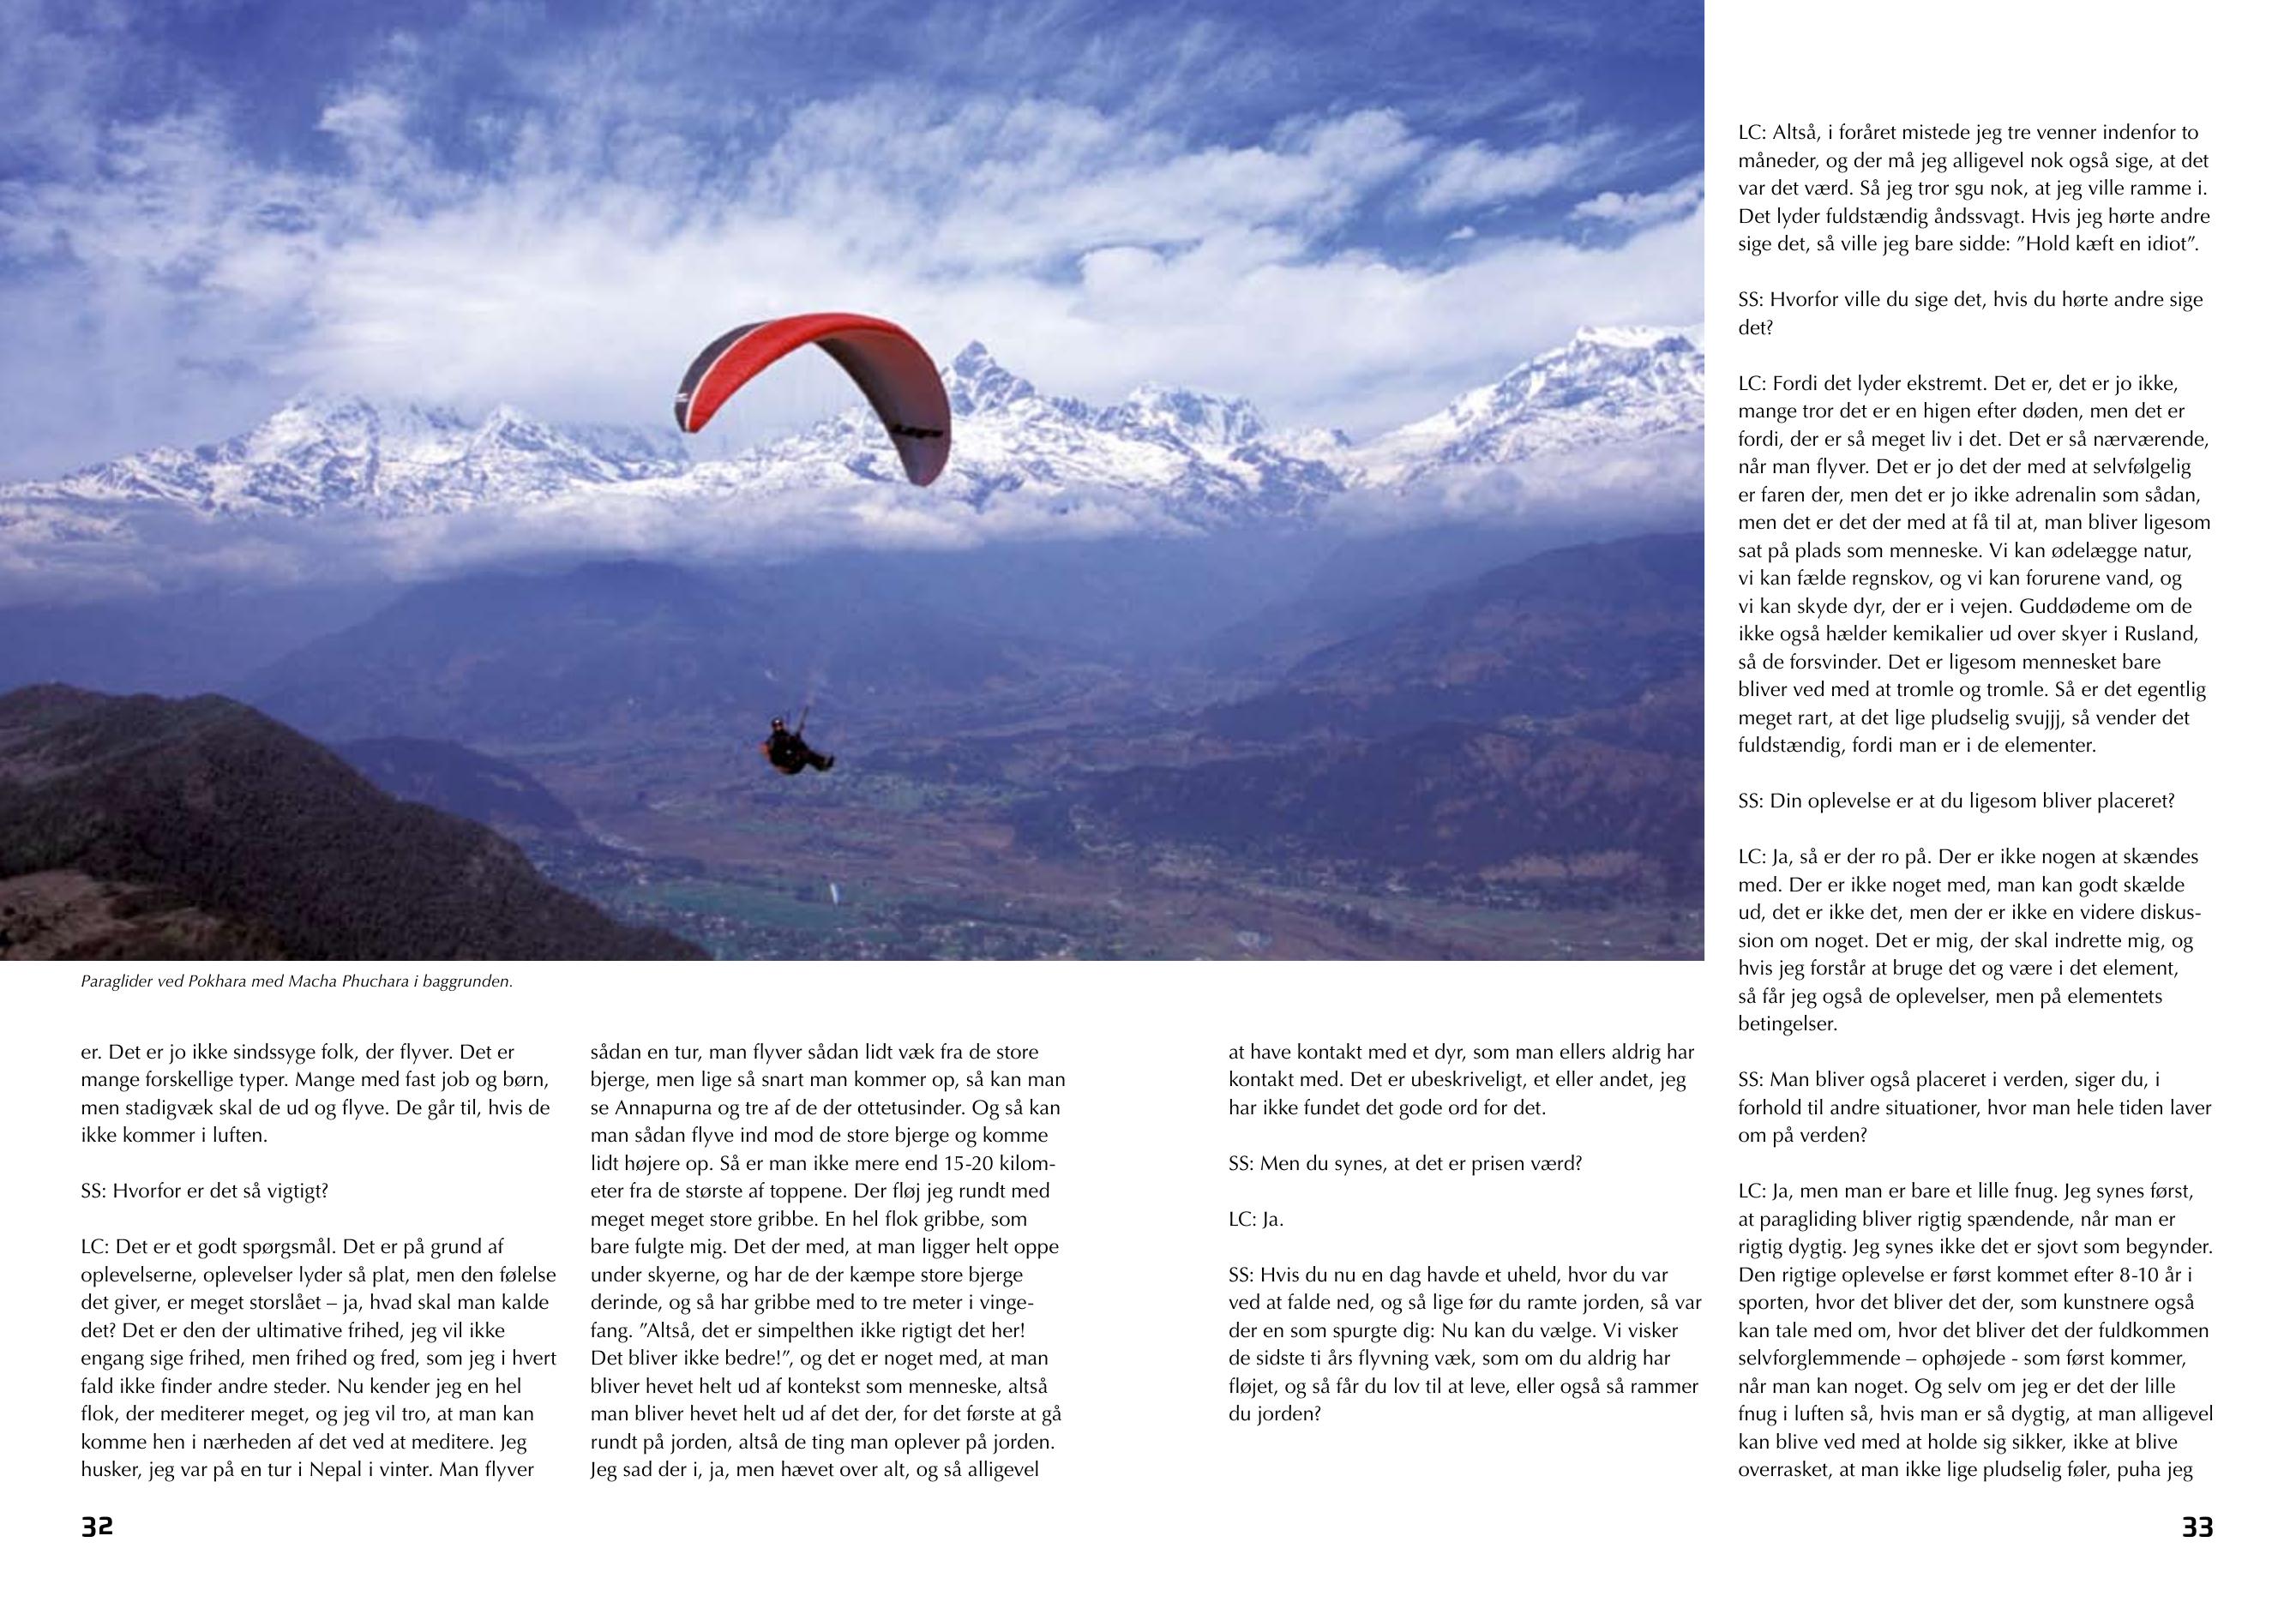 Paraglider ved Pokhara med Macha Phuchara i baggrunden.
er. Det er jo ikke sindssyge folk, der flyver. Det er
mange forskellige typer. Mange med fast job og børn,
men stadigvæk skal de ud og flyve. De går til, hvis de
ikke kommer i luften.
SS: Hvorfor er det så vigtigt?
LC: Det er et godt spørgsmål. Det er på grund af
oplevelserne, oplevelser lyder så plat, men den følelse
det giver, er meget storslået – ja, hvad skal man kalde
det? Det er den der ultimative frihed, jeg vil ikke
engang sige frihed, men frihed og fred, som jeg i hvert
fald ikke finder andre steder. Nu kender jeg en hel
flok, der mediterer meget, og jeg vil tro, at man kan
komme hen i nærheden af det ved at meditere. Jeg
husker, jeg var på en tur i Nepal i vinter. Man flyver
sådan en tur, man flyver sådan lidt væk fra de store
bjerge, men lige så snart man kommer op, så kan man
se Annapurna og tre af de der ottetusinder. Og så kan
man sådan flyve ind mod de store bjerge og komme
lidt højere op. Så er man ikke mere end 15-20 kilom-
eter fra de største af toppene. Der fløj jeg rundt med
meget meget store gribbe. En hel flok gribbe, som
bare fulgte mig. Det der med, at man ligger helt oppe
under skyerne, og har de der kæmpe store bjerge
derinde, og så har gribbe med to tre meter i vinge-
fang. ”Altså, det er simpelthen ikke rigtigt det her!
Det bliver ikke bedre!”, og det er noget med, at man
bliver hevet helt ud af kontekst som menneske, altså
man bliver hevet helt ud af det der, for det første at gå
rundt på jorden, altså de ting man oplever på jorden.
Jeg sad der i, ja, men hævet over alt, og så alligevel
at have kontakt med et dyr, som man ellers aldrig har
kontakt med. Det er ubeskriveligt, et eller andet, jeg
har ikke fundet det gode ord for det.
SS: Men du synes, at det er prisen værd?
LC: Ja.
SS: Hvis du nu en dag havde et uheld, hvor du var
ved at falde ned, og så lige før du ramte jorden, så var
der en som spurgte dig: Nu kan du vælge. Vi visker
de sidste ti års flyvning væk, som om du aldrig har
fløjet, og så får du lov til at leve, eller også så rammer
du jorden?
LC: Altså, i foråret mistede jeg tre venner indenfor to
måneder, og der må jeg alligevel nok også sige, at det
var det værd. Så jeg tror sgu nok, at jeg ville ramme i.
Det lyder fuldstændig åndssvagt. Hvis jeg hørte andre
sige det, så ville jeg bare sidde: ”Hold kæft en idiot”.
SS: Hvorfor ville du sige det, hvis du hørte andre sige
det?
LC: Fordi det lyder ekstremt. Det er, det er jo ikke,
mange tror det er en higen efter døden, men det er
fordi, der er så meget liv i det. Det er så nærværende,
når man flyver. Det er jo det der med at selvfølgelig
er faren der, men det er jo ikke adrenalin som sådan,
men det er det der med at få til at, man bliver ligesom
sat på plads som menneske. Vi kan ødelægge natur,
vi kan fælde regnskov, og vi kan forurene vand, og
vi kan skyde dyr, der er i vejen. Guddødeme om de
ikke også hælder kemikalier ud over skyer i Rusland,
så de forsvinder. Det er ligesom mennesket bare
bliver ved med at tromle og tromle. Så er det egentlig
meget rart, at det lige pludselig svujjj, så vender det
fuldstændig, fordi man er i de elementer.
SS: Din oplevelse er at du ligesom bliver placeret?
LC: Ja, så er der ro på. Der er ikke nogen at skændes
med. Der er ikke noget med, man kan godt skælde
ud, det er ikke det, men der er ikke en videre diskus-
sion om noget. Det er mig, der skal indrette mig, og
hvis jeg forstår at bruge det og være i det element,
så får jeg også de oplevelser, men på elementets
betingelser.
SS: Man bliver også placeret i verden, siger du, i
forhold til andre situationer, hvor man hele tiden laver
om på verden?
LC: Ja, men man er bare et lille fnug. Jeg synes først,
at paragliding bliver rigtig spændende, når man er
rigtig dygtig. Jeg synes ikke det er sjovt som begynder.
Den rigtige oplevelse er først kommet efter 8-10 år i
sporten, hvor det bliver det der, som kunstnere også
kan tale med om, hvor det bliver det der fuldkommen
selvforglemmende – ophøjede - som først kommer,
når man kan noget. Og selv om jeg er det der lille
fnug i luften så, hvis man er så dygtig, at man alligevel
kan blive ved med at holde sig sikker, ikke at blive
overrasket, at man ikke lige pludselig føler, puha jeg
32
33